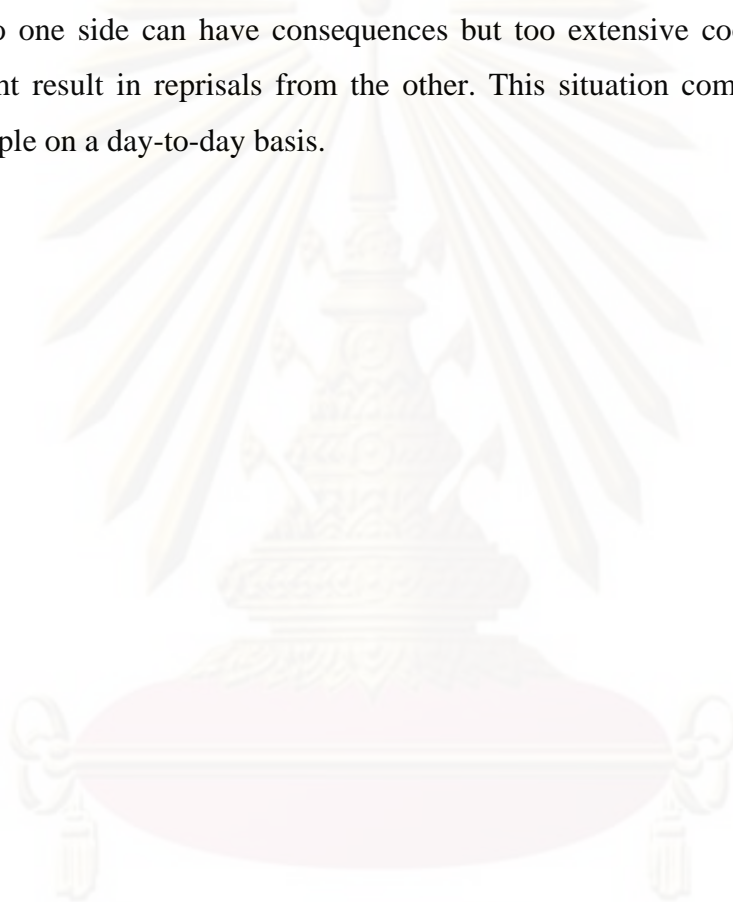 one side can have consequences but too extensive
result in reprisals from the other. This situation
on a day-to-day basis.